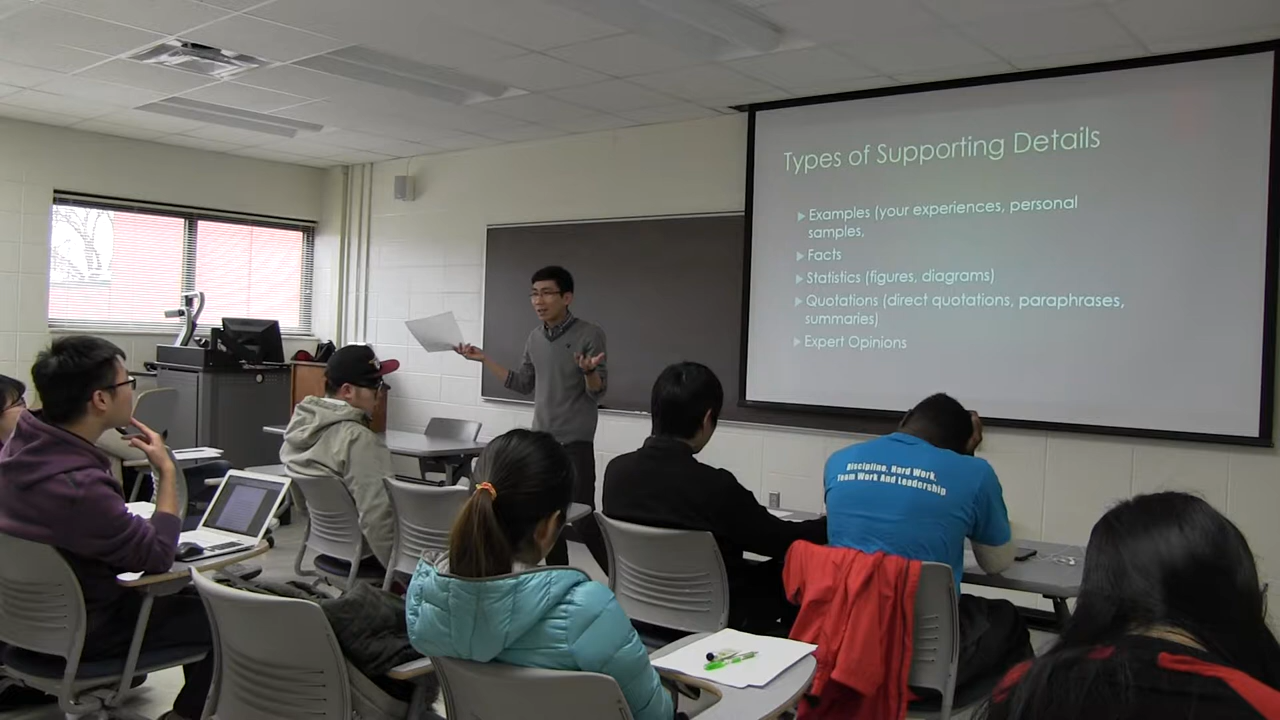 Types of Supporting Details
Examples (your experiences, personal
samples,
Facts
Statistics (figures, diagrams)
Quotations (direct quotations, paraphrases,
summaries)
Expert Opinions
Discipline, Hard Work,
Team Work And Leadership